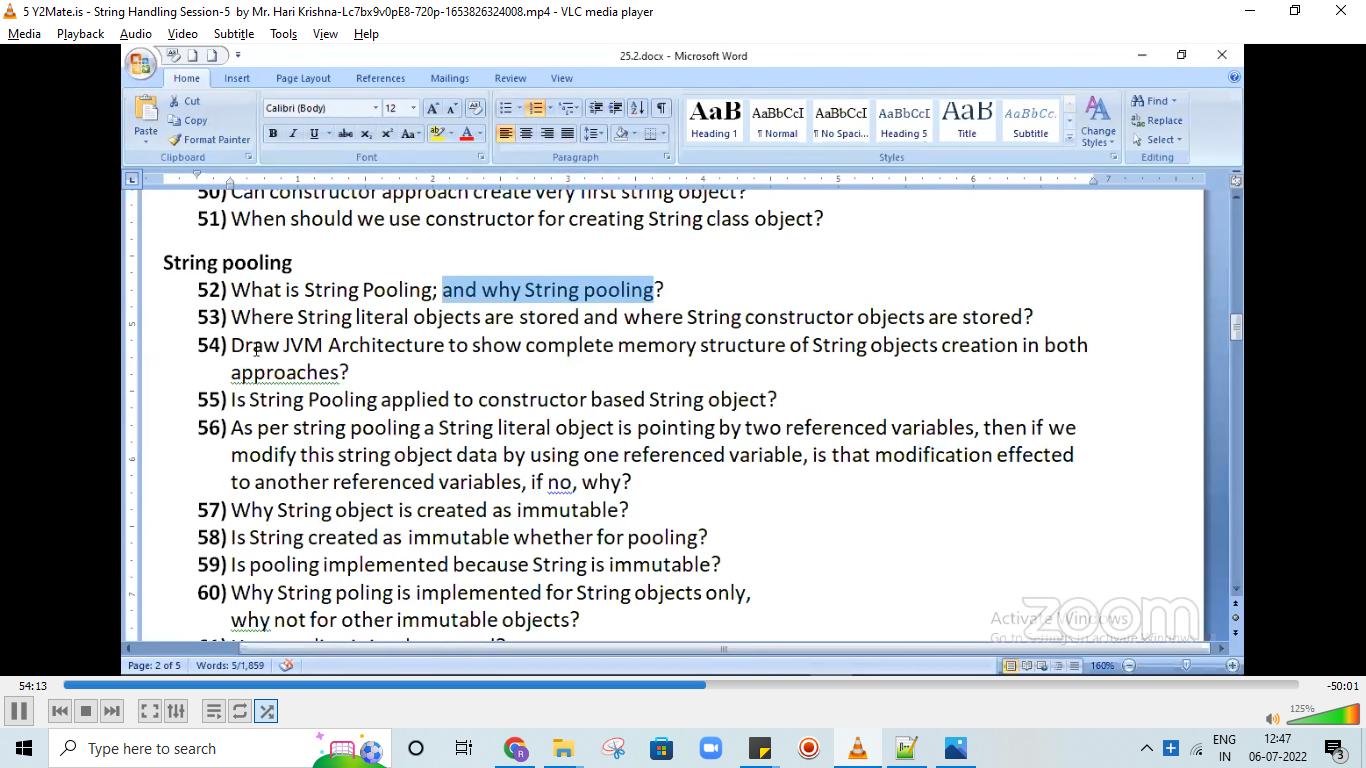 5 Y2Mate.is - String Handling Session-5 by Mr. Hari Krishna-Lc7bx9v0pE8-720p-1653826324008.mp4 - VLC media player
Media Playback Audio Video Subtitle Tools View Help
25.2.docx - Microsoft Word
Home Insert Page Layout References Mailings Review View
Cut
Copy
Format Painter
Paste
Clipboard
Calibri (Body) 12
Font
Paragraph
AaB AaBbCcI AaBbCcI AaBbCcI AaB AaBbCcI
Heading 1 ¶ Normal ¶ No Spaci... Heading 5 Title Subtitle
Change Styles
Styles
Find
Replace
Select
Editing
1 2 3 4 5 6 7
50) Can constructor approach create very first string object?
51) When should we use constructor for creating String class object?
String pooling
52) What is String Pooling; and why String pooling?
53) Where String literal objects are stored and where String constructor objects are stored?
54) Draw JVM Architecture to show complete memory structure of String objects creation in both
approaches?
55) Is String Pooling applied to constructor based String object?
56) As per string pooling a String literal object is pointing by two referenced variables, then if we
modify this string object data by using one referenced variable, is that modification effected
to another referenced variables, if no, why?
57) Why String object is created as immutable?
58) Is String created as immutable whether for pooling?
59) Is pooling implemented because String is immutable?
60) Why String poling is implemented for String objects only,
why not for other immutable objects?
Activate Windows
Go to Settings to activate Windows.
zoom
Page: 2 of 5 Words: 5/1,859 160%
54:13 -50:01
125%
Type here to search
ENG
IN
12:47
06-07-2022
3